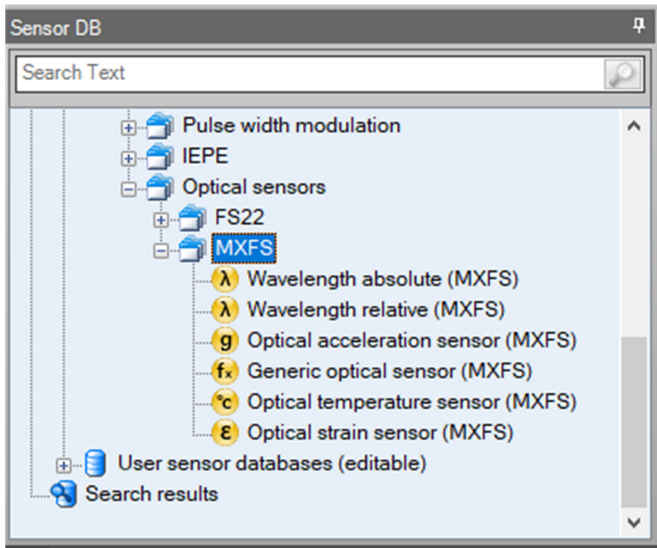 Sensor DB
Search Text
Pulse width modulation
IEPE
Optical sensors
FS22
MXFS
λ Wavelength absolute (MXFS)
λ Wavelength relative (MXFS)
g Optical acceleration sensor (MXFS)
fx Generic optical sensor (MXFS)
°c Optical temperature sensor (MXFS)
ε Optical strain sensor (MXFS)
User sensor databases (editable)
Search results